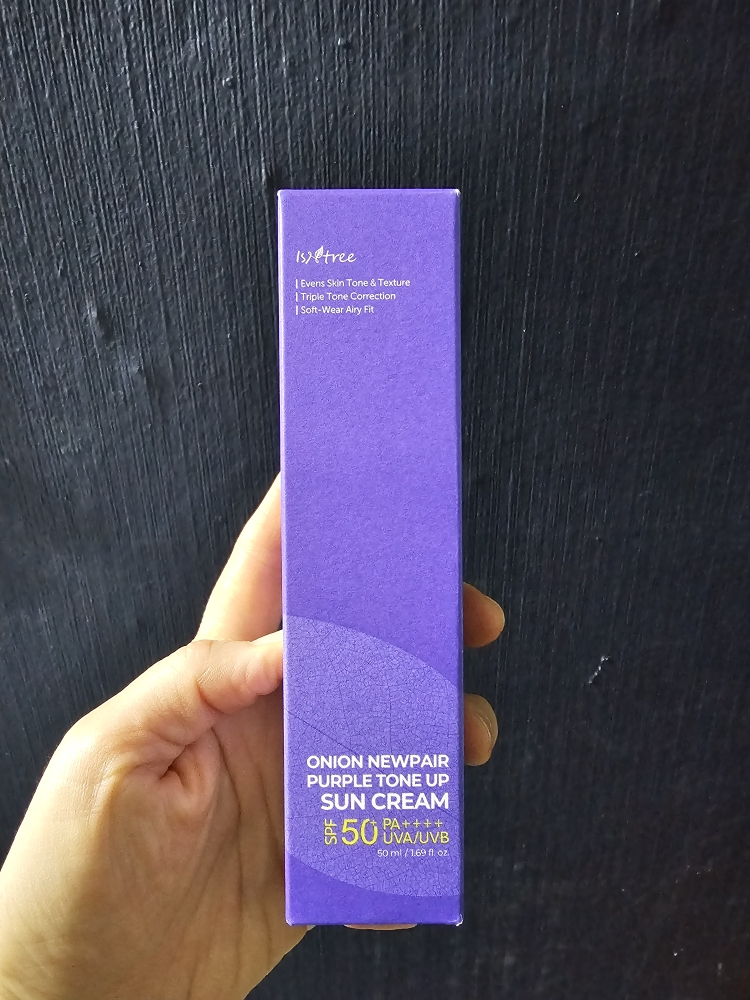 Isntree
Evens Skin Tone & Texture
Triple Tone Correction
Soft-Wear Airy Fit
ONION NEWPAIR
PURPLE TONE UP
SUN CREAM
SPF 50+ PA++++
UVA/UVB
50 ml / 1.69 fl. oz.